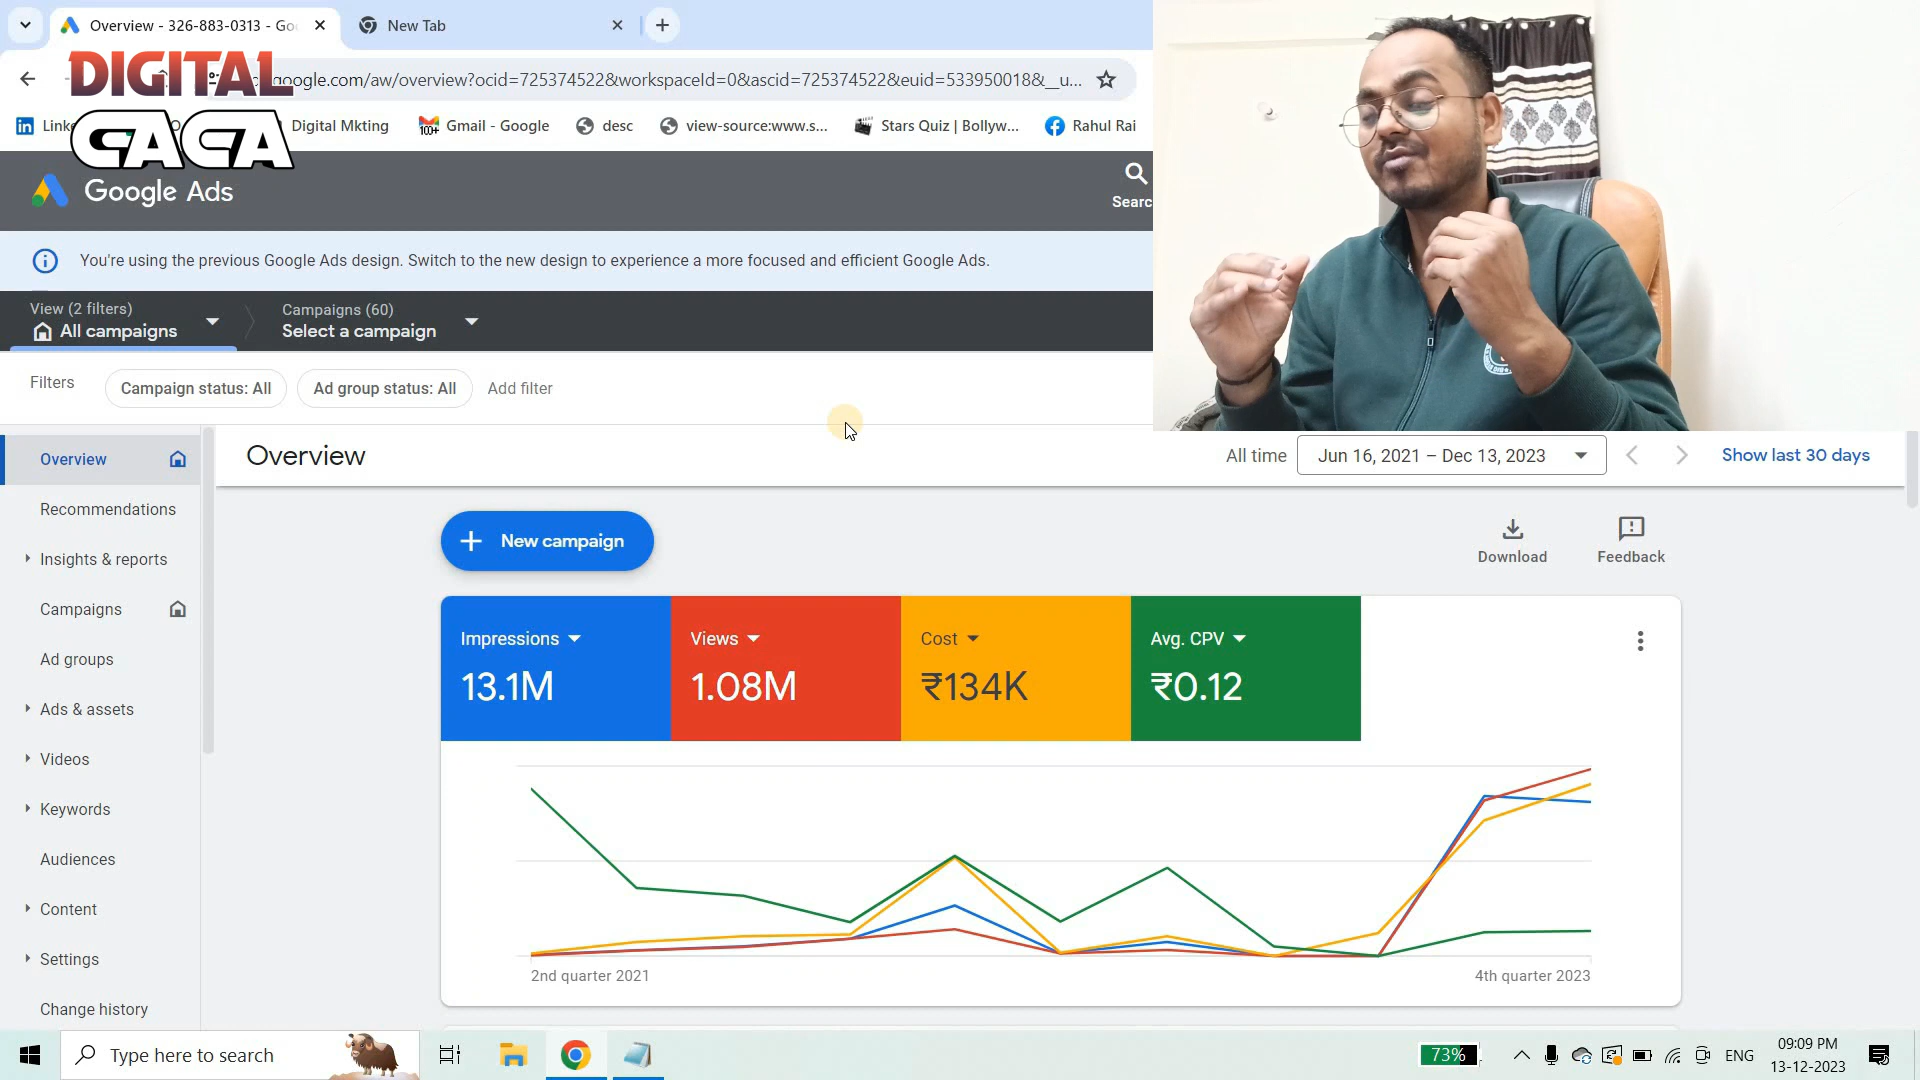 Overview - 326-883-0313 - Go
New Tab
DIGITAL
CACA
google.com/aw/overview?ocid=725374522&workspaceId=0&ascid=725374522&euid=533950018&__u...
Digital Mkting
Gmail - Google
desc
view-source:www.s...
Stars Quiz | Bollyw...
Rahul Rai
Google Ads
Searc
You're using the previous Google Ads design. Switch to the new design to experience a more focused and efficient Google Ads.
View (2 filters)
All campaigns
Campaigns (60)
Select a campaign
Filters
Campaign status: All
Ad group status: All
Add filter
Overview
Recommendations
Insights & reports
Campaigns
Ad groups
Ads & assets
Videos
Keywords
Audiences
Content
Settings
Change history
Overview
All time
Jun 16, 2021 – Dec 13, 2023
Show last 30 days
New campaign
Download
Feedback
Impressions
13.1M
Views
1.08M
Cost
₹134K
Avg. CPV
₹0.12
2nd quarter 2021
4th quarter 2023
Type here to search
73%
ENG
09:09 PM
13-12-2023